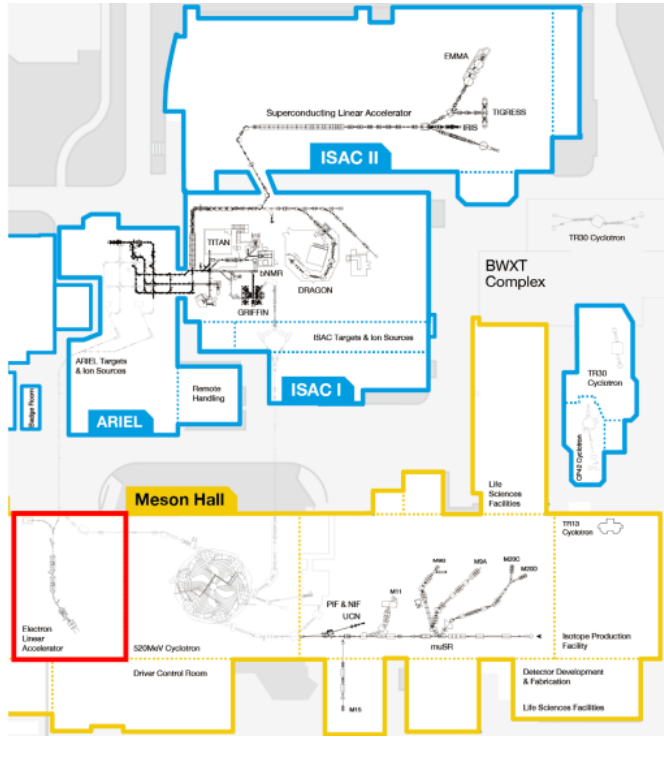 EMMA
Superconducting Linear Accelerator
TIGRESS
IRIS
ISAC II
TITAN
bNMR
DRAGON
GRIFFIN
TR30 Cyclotron
BWXT
Complex
ISAC Targets & Ion Sources
ARIEL Targets
& Ion Sources
Remote
Handling
ISAC I
Badge Room
ARIEL
TR30
Cyclotron
CP42 Cyclotron
Meson Hall
Life
Sciences
Facilities
TR13
Cyclotron
M9B
M9A
M20C
M20D
M11
PIF & NIF
UCN
Electron
Linear
Accelerator
520MeV Cyclotron
muSR
Isotope Production
Facility
Driver Control Room
M15
Detector Development
& Fabrication
Life Sciences Facilities